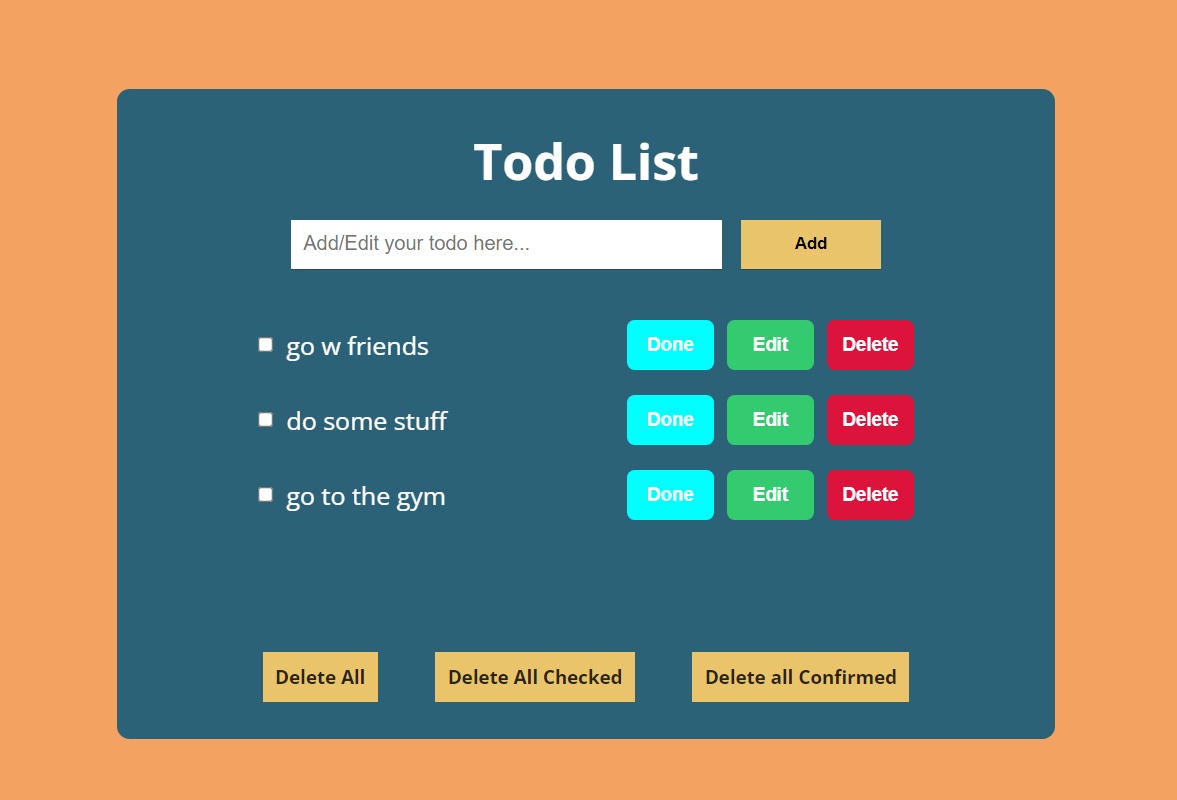 Todo List
Add/Edit your todo here...
Add
go w friends
Done
Edit
Delete
do some stuff
Done
Edit
Delete
go to the gym
Done
Edit
Delete
Delete All
Delete All Checked
Delete all Confirmed